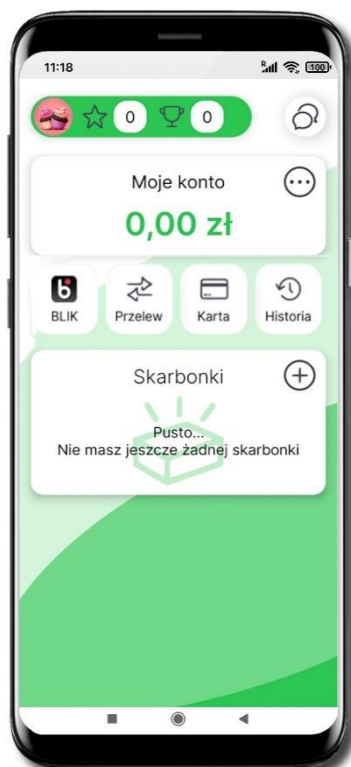 11:18
R
100
0
0
Moje konto
0,00 zł
BLIK
Przelew
Karta
Historia
Skarbonki
Pusto...
Nie masz jeszcze żadnej skarbonki